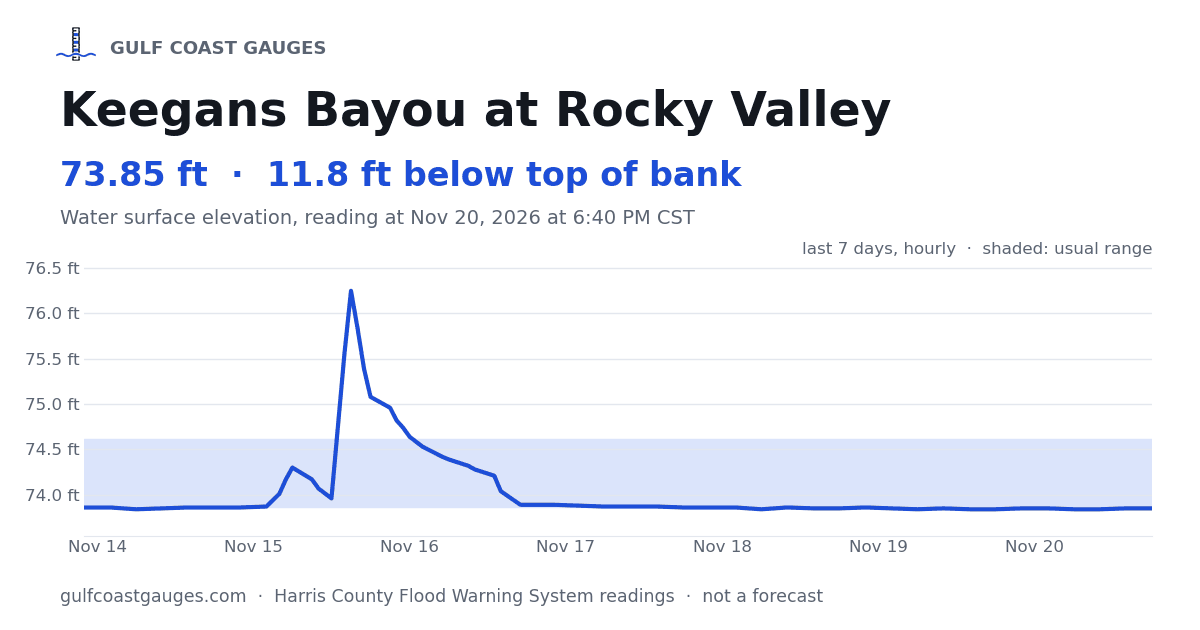 GULF COAST GAUGES
Keegans Bayou at Rocky Valley
73.85 ft · 11.8 ft below top of bank
Water surface elevation, reading at Nov 20, 2026 at 6:40 PM CST
last 7 days, hourly · shaded: usual range
76.5 ft
76.0 ft
75.5 ft
75.0 ft
74.5 ft
74.0 ft
Nov 14 Nov 15 Nov 16 Nov 17 Nov 18 Nov 19 Nov 20
gulfcoastgauges.com · Harris County Flood Warning System readings · not a forecast